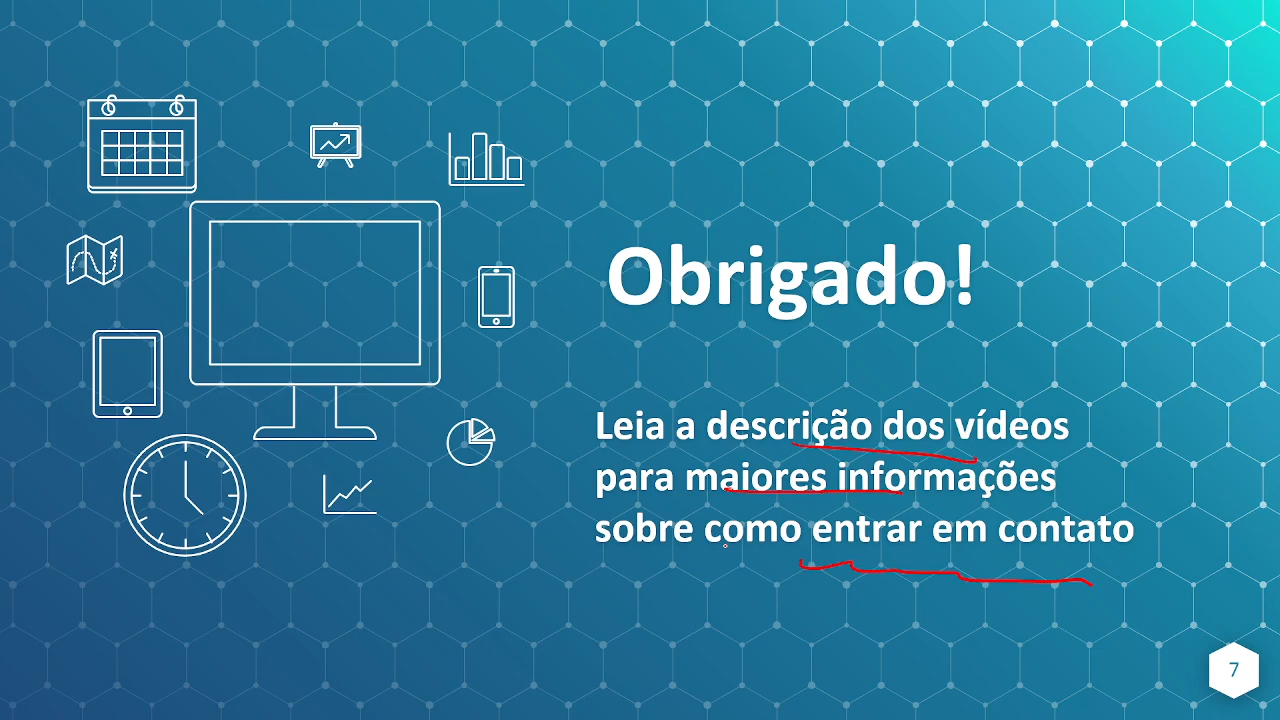 Obrigado!
Leia a descrição dos vídeos
para maiores informações
sobre como entrar em contato
7